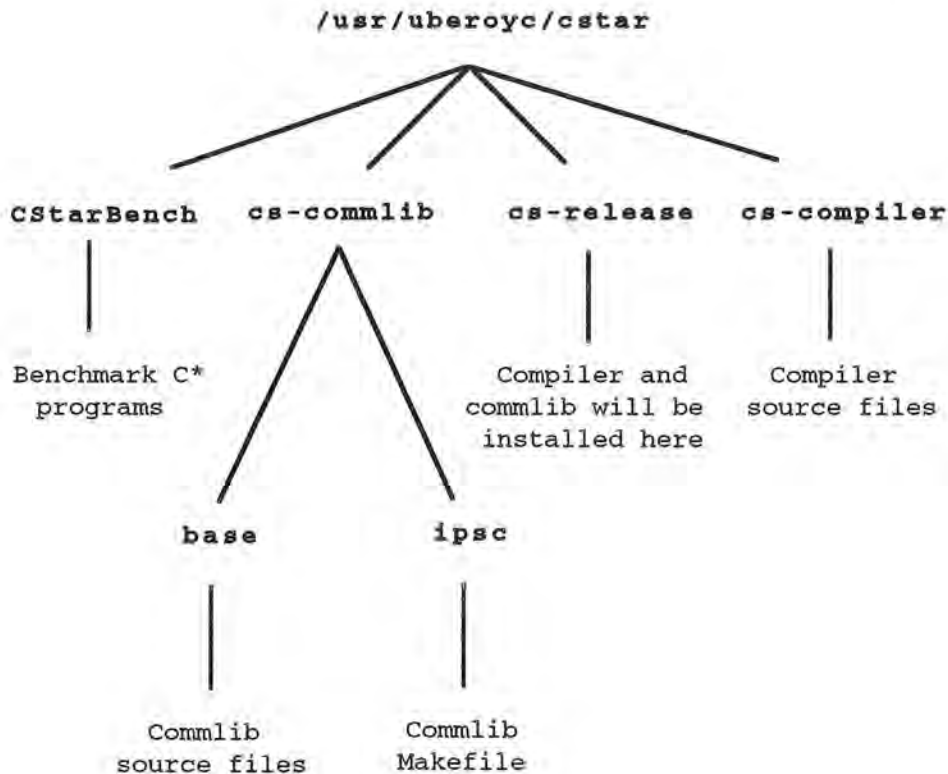 /usr/uberoyc/cstar
CStarBench cs-commlib cs-release cs-compiler
Benchmark C*
programs
Compiler and
commlib will be
installed here
Compiler
source files
base ipsc
Commlib
source files
Commlib
Makefile